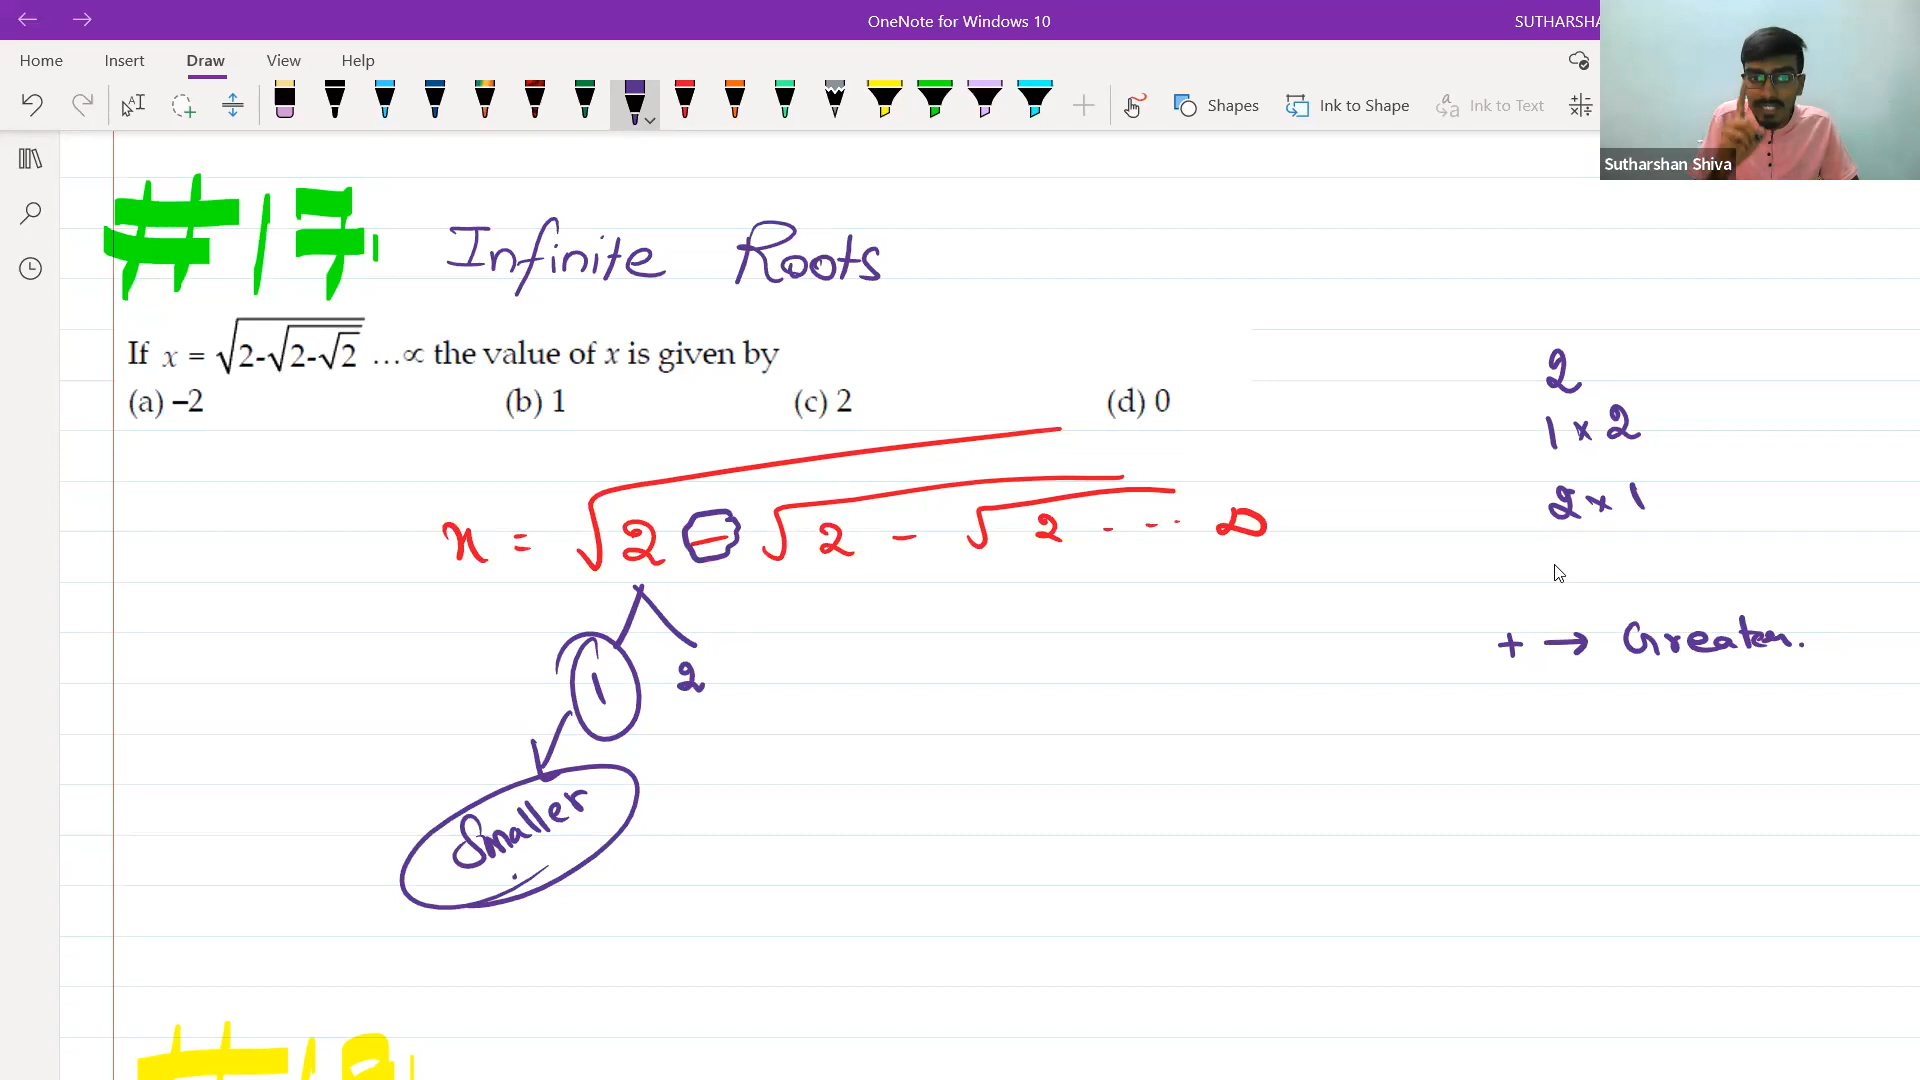 OneNote for Windows 10
SUTHARSHA
Home Insert Draw View Help
Shapes Ink to Shape Ink to Text
Sutharshan Shiva
#17. Infinite Roots
If x = √2-√2-√2 ...∝ the value of x is given by
(a) –2 (b) 1 (c) 2 (d) 0
2
1 × 2
2 × 1
x = √2 - √2 - √2 - - - ∞
1 2
+ → Greater.
Smaller
#18.